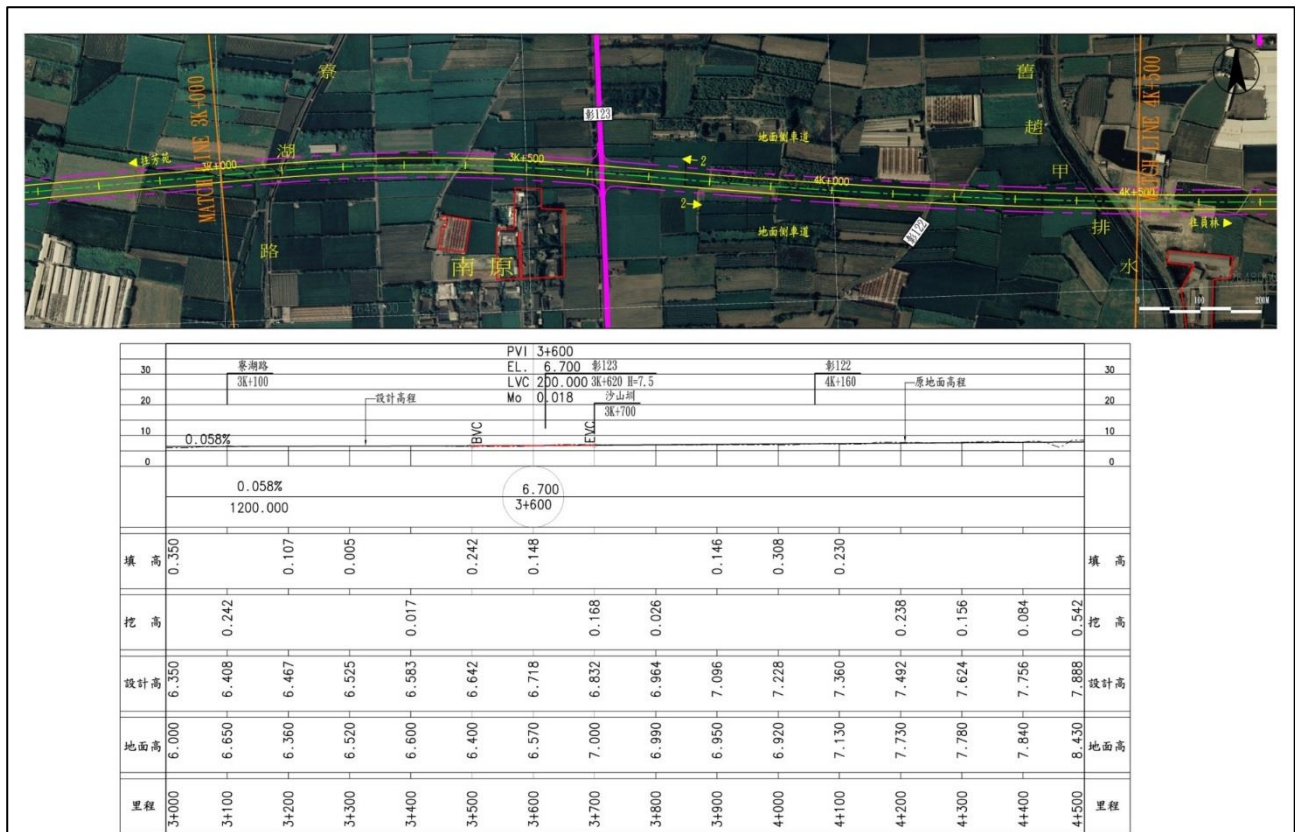 寮
彰123
舊
MATCH LINE 3K+000
MATCH LINE 4K+500
地面側車道
趙
往芳苑
3K+000
湖
3K+500
2
甲
4K+000
4K+500
2
路
地面側車道
彰122
排
往員林
南原
水
0 100 200M
PVI 3+600
EL. 6.700
LVC 200.000
Mo 0.018
30 寮湖路 彰123 彰122 30
3K+100 3K+620 H=7.5 4K+160
設計高程 沙山圳 原地面高程
20 3K+700 20
10 0.058% BVC EVC 10
0 0
0.058% 6.700
1200.000 3+600
填高 0.350 0.107 0.005 0.242 0.148 0.146 0.308 0.230 填高
挖高 0.242 0.017 0.168 0.026 0.238 0.156 0.084 0.542 挖高
設計高 6.350 6.408 6.467 6.525 6.583 6.642 6.718 6.832 6.964 7.096 7.228 7.360 7.492 7.624 7.756 7.888 設計高
地面高 6.000 6.650 6.360 6.520 6.600 6.400 6.570 7.000 6.990 6.950 6.920 7.130 7.730 7.780 7.840 8.430 地面高
里程 3+000 3+100 3+200 3+300 3+400 3+500 3+600 3+700 3+800 3+900 4+000 4+100 4+200 4+300 4+400 4+500 里程